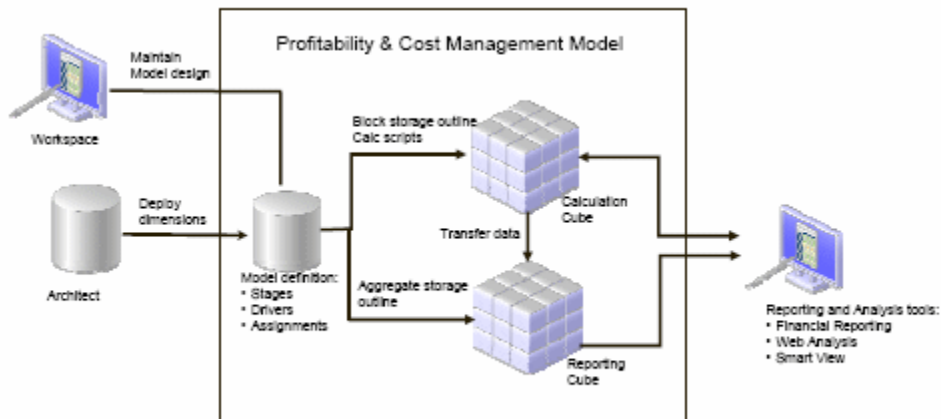 Profitability & Cost Management Model
Maintain
Model design
Workspace
Block storage outline
Calc scripts
Deploy
dimensions
Calculation
Cube
Transfer data
Architect
Model definition:
• Stages
• Drivers
• Assignments
Aggregate storage
outline
Reporting
Cube
Reporting and Analysis tools:
• Financial Reporting
• Web Analysis
• Smart View